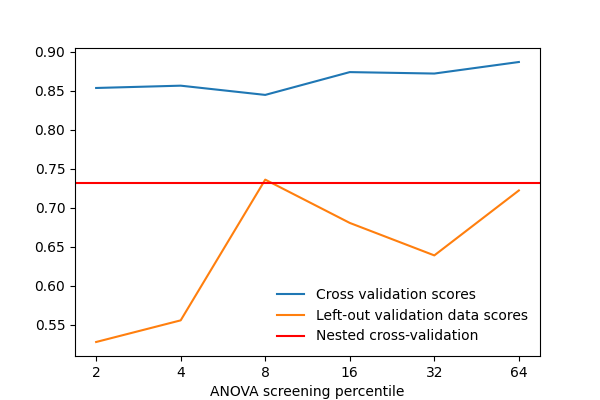 0.90
0.85
0.80
0.75
0.70
0.65
0.60
0.55
Cross validation scores
Left-out validation data scores
Nested cross-validation
2 4 8 16 32 64
ANOVA screening percentile